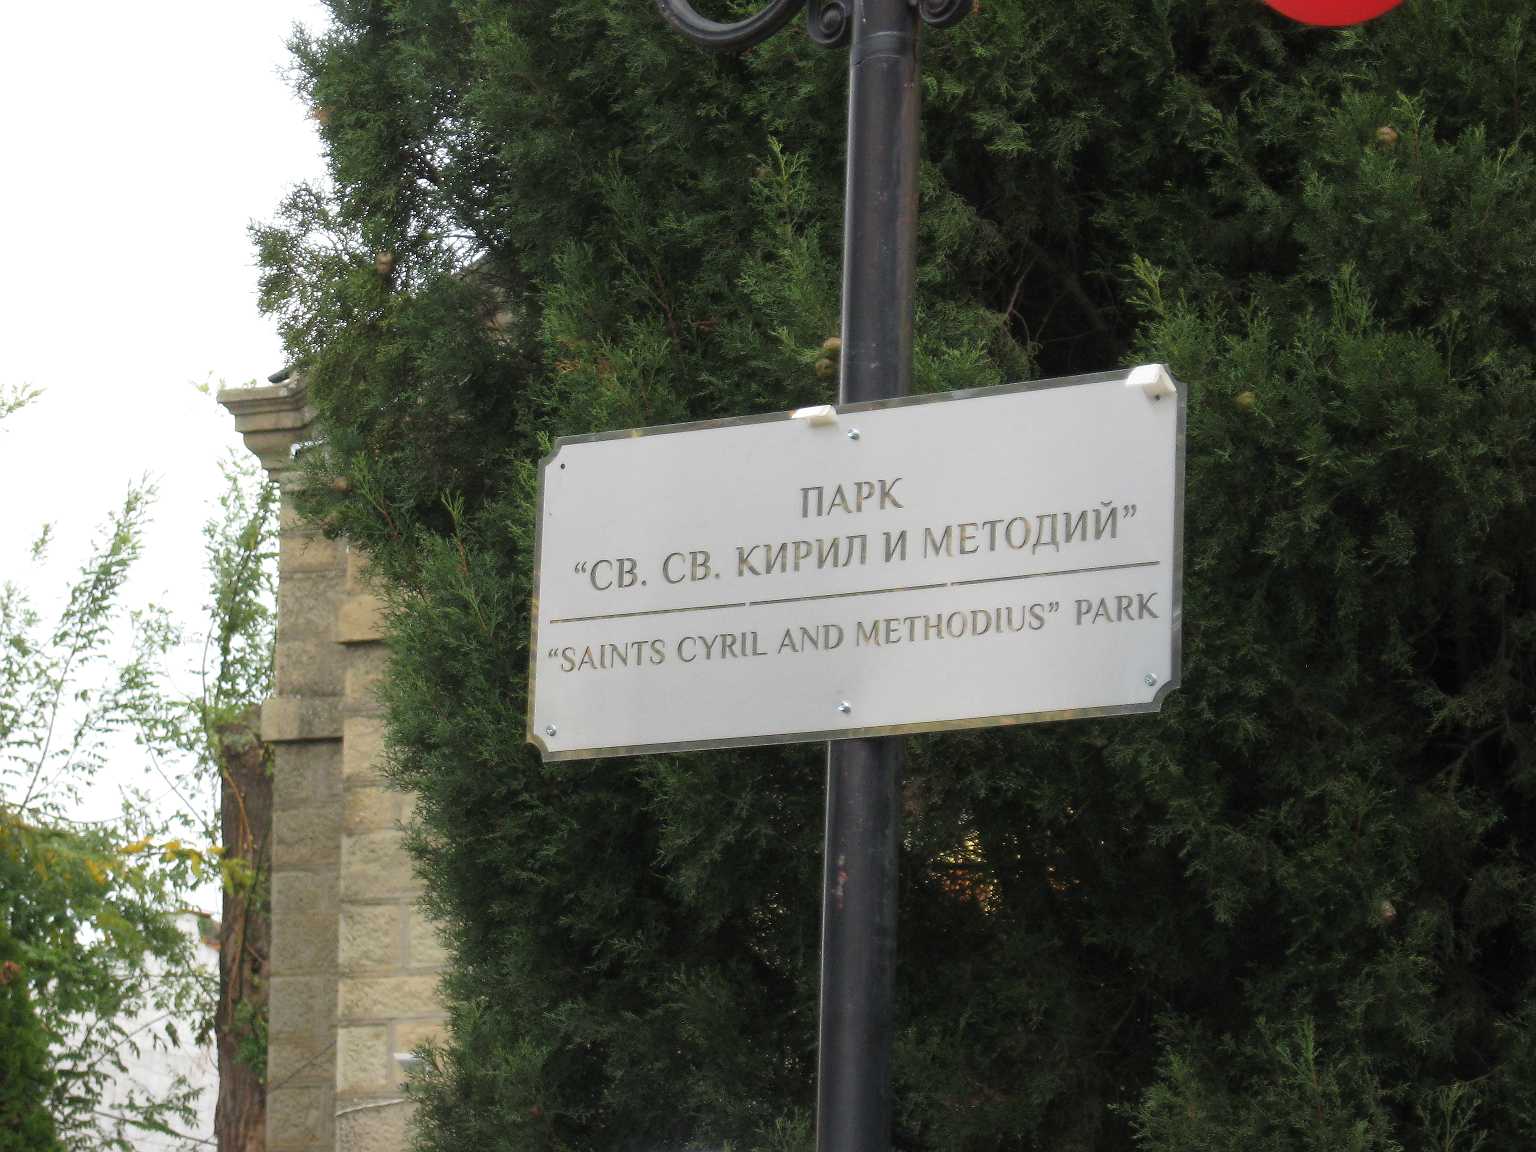 ПАРК
“СВ. СВ. КИРИЛ И МЕТОДИЙ”
“SAINTS CYRIL AND METHODIUS” PARK